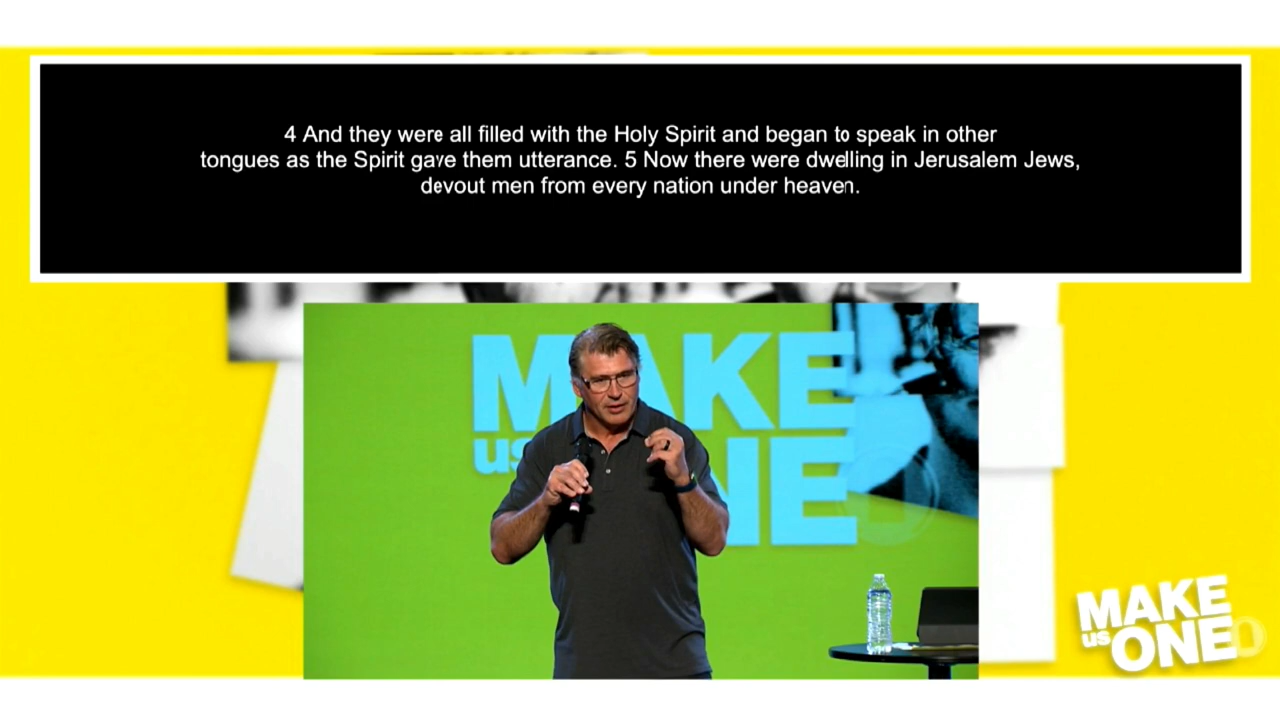 4 And they were all filled with the Holy Spirit and began to speak in other
tongues as the Spirit gave them utterance. 5 Now there were dwelling in Jerusalem Jews,
devout men from every nation under heaven.
MAKE
us
NE
MAKE
us ONE